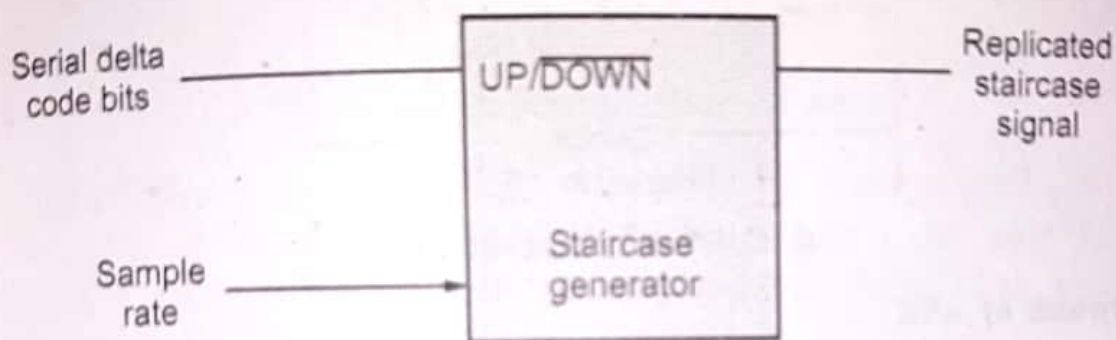 Serial delta
code bits
UP/DOWN
Replicated
staircase
signal
Sample
rate
Staircase
generator